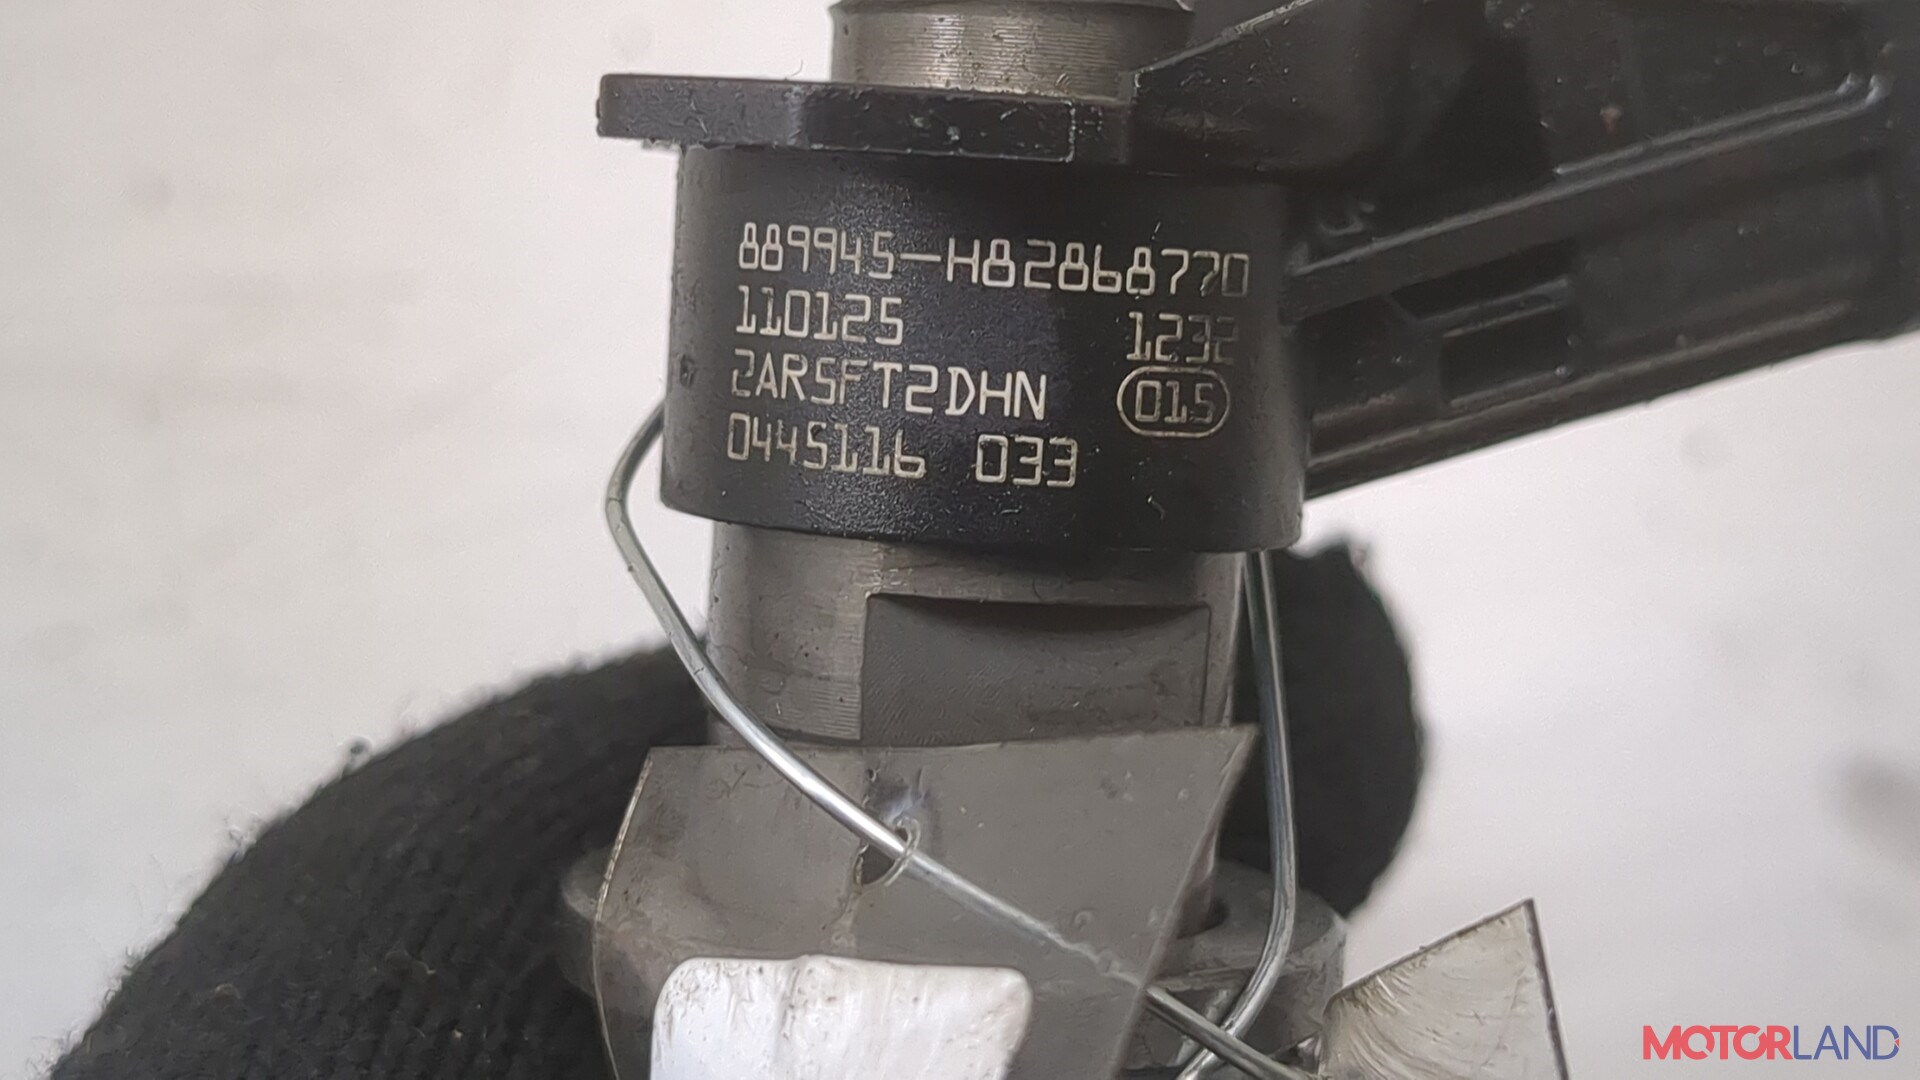 889945-H82868770
110125 1232
2ARSFT2DHN 015
0445116 033
MOTORLAND